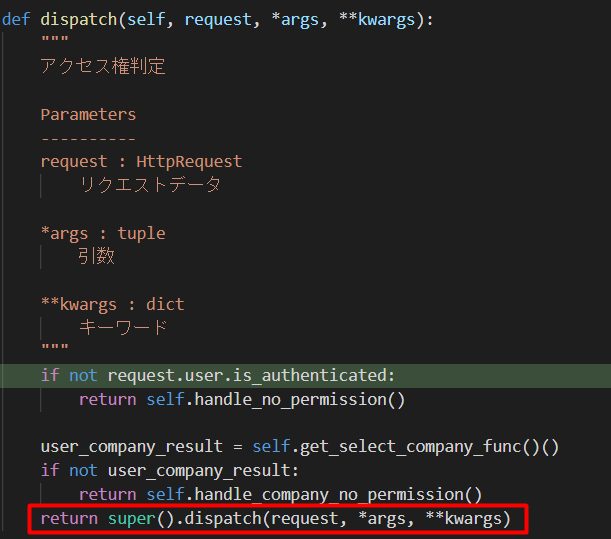 def dispatch(self, request, *args, **kwargs):
"""
アクセス権判定
Parameters
----------
request : HttpRequest
リクエストデータ
*args : tuple
引数
**kwargs : dict
キーワード
"""
if not request.user.is_authenticated:
return self.handle_no_permission()
user_company_result = self.get_select_company_func()()
if not user_company_result:
return self.handle_company_no_permission()
return super().dispatch(request, *args, **kwargs)